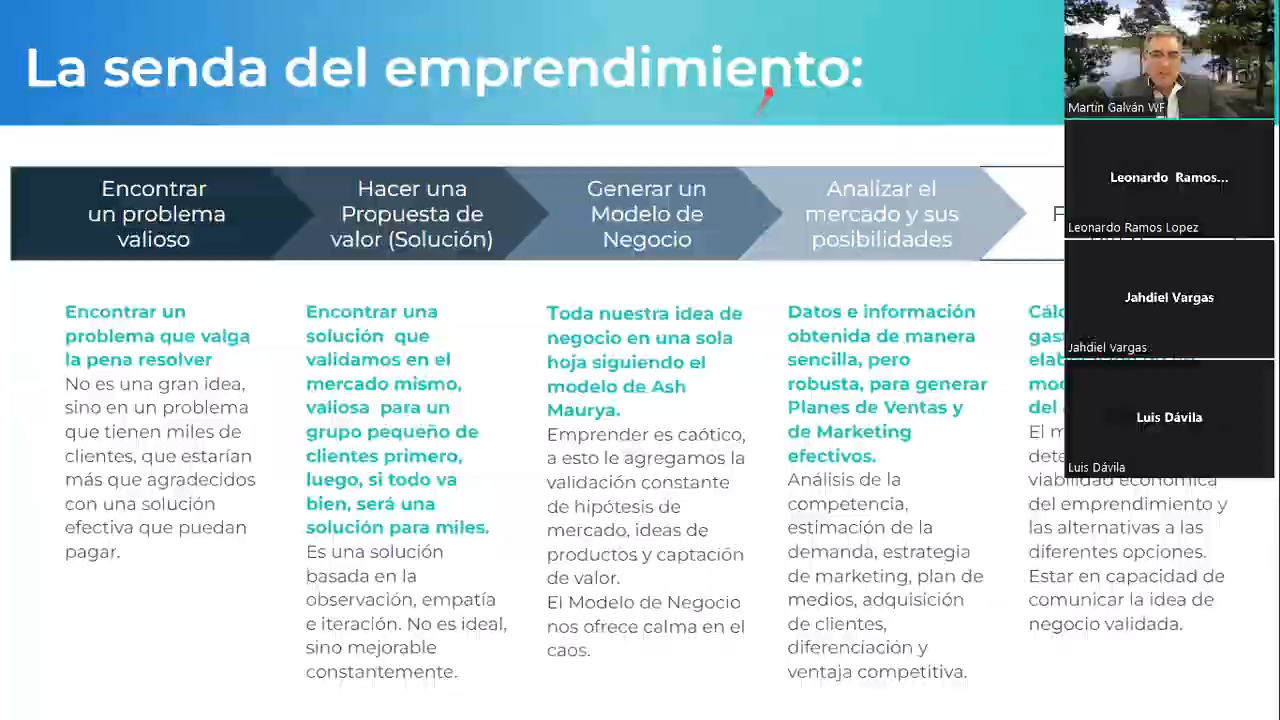 La senda del emprendimiento:
Encontrar
un problema
valioso
Hacer una
Propuesta de
valor (Solución)
Generar un
Modelo de
Negocio
Analizar el
mercado y sus
posibilidades
Encontrar un
problema que valga
la pena resolver
No es una gran idea,
sino en un problema
que tienen miles de
clientes, que estarían
más que agradecidos
con una solución
efectiva que puedan
pagar.
Encontrar una
solución que
validamos en el
mercado mismo,
valiosa para un
grupo pequeño de
clientes primero,
luego, si todo va
bien, será una
solución para miles.
Es una solución
basada en la
observación, empatía
e iteración. No es ideal,
sino mejorable
constantemente.
Toda nuestra idea de
negocio en una sola
hoja siguiendo el
modelo de Ash
Maurya.
Emprender es caótico,
a esto le agregamos la
validación constante
de hipótesis de
mercado, ideas de
productos y captación
de valor.
El Modelo de Negocio
nos ofrece calma en el
caos.
Datos e información
obtenida de manera
sencilla, pero
robusta, para generar
Planes de Ventas y
de Marketing
efectivos.
Análisis de la
competencia,
estimación de la
demanda, estrategia
de marketing, plan de
medios, adquisición
de clientes,
diferenciación y
ventaja competitiva.
El
viabilidad económica
del emprendimiento y
las alternativas a las
diferentes opciones.
Estar en capacidad de
comunicar la idea de
negocio validada.
Martín Galván WF
Leonardo Ramos...
Leonardo Ramos Lopez
Jahdiel Vargas
Jahdiel Vargas
Luis Dávila
Luis Dávila